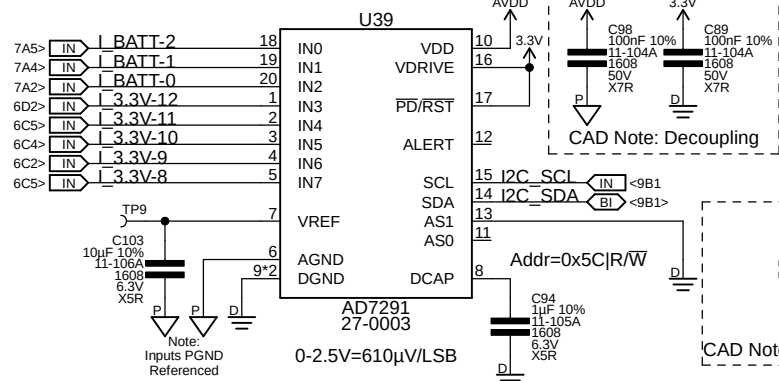 AVDD AVDD 3.3V
U39
7A5> IN I_BATT-2 18 IN0 VDD 10
7A4> IN I_BATT-1 19 IN1 VDRIVE 16 3.3V
7A2> IN I_BATT-0 20 IN2
6D2> IN I_3.3V-12 1 IN3 PD/RST 17
6C5> IN I_3.3V-11 2 IN4
6C4> IN I_3.3V-10 3 IN5 ALERT 12
6C2> IN I_3.3V-9 4 IN6
6C5> IN I_3.3V-8 5 IN7 SCL 15 I2C_SCL IN <9B1
SDA 14 I2C_SDA BI <9B1>
TP9 7 VREF AS1 13
AS0 11
6 AGND
9*2 DGND DCAP 8
Addr=0x5C|R/W
AD7291
27-0003
0-2.5V=610µV/LSB
C103
10µF 10%
11-106A
1608
6.3V
X5R
P P D
Note:
Inputs PGND
Referenced
C94
1µF 10%
11-105A
1608
6.3V
X5R
D
D
C98
100nF 10%
11-104A
1608
50V
X7R
P
C89
100nF 10%
11-104A
1608
50V
X7R
D
CAD Note: Decoupling
CAD Note